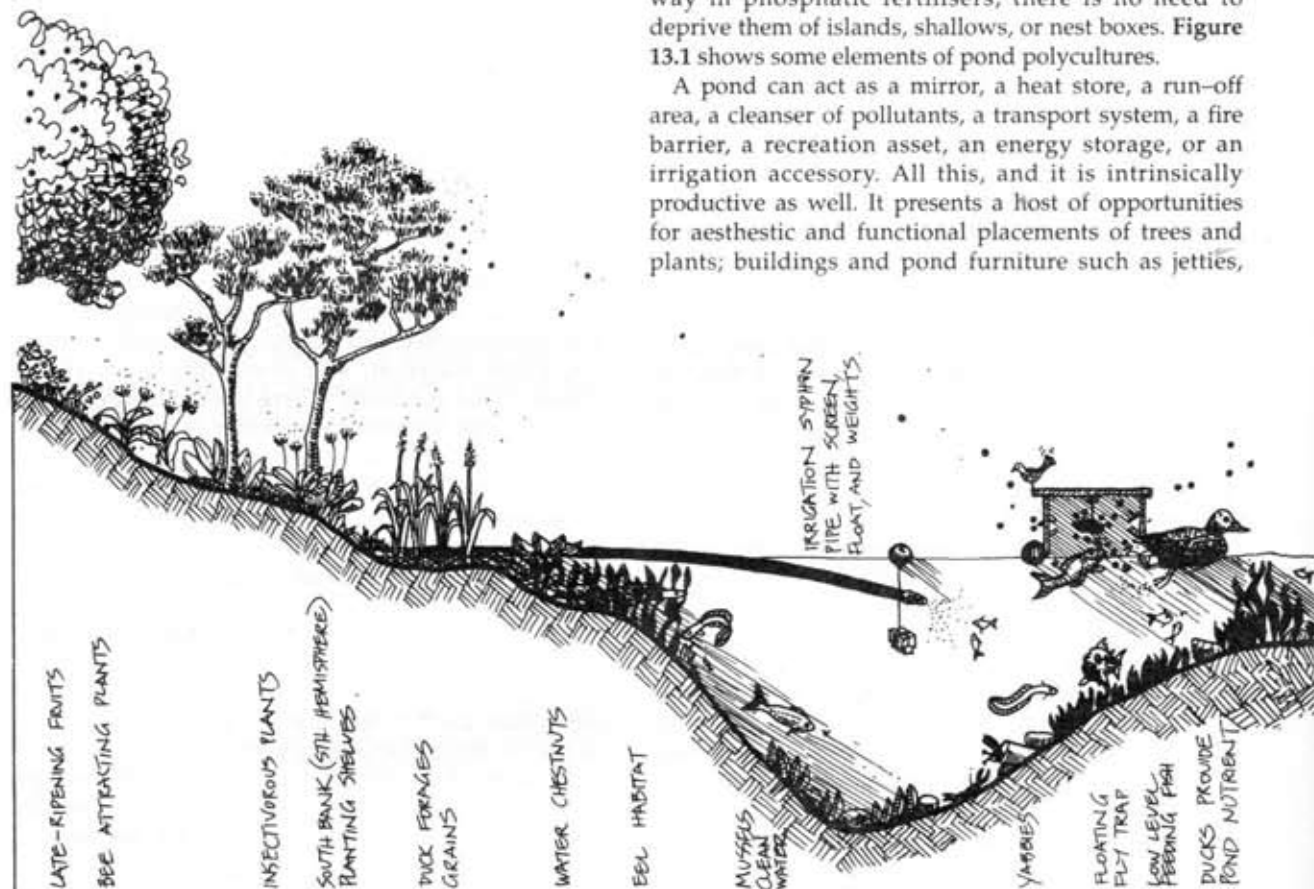 way in phosphatic fertilisers, there is no need to
deprive them of islands, shallows, or nest boxes. Figure
13.1 shows some elements of pond polycultures.
A pond can act as a mirror, a heat store, a run–off
area, a cleanser of pollutants, a transport system, a fire
barrier, a recreation asset, an energy storage, or an
irrigation accessory. All this, and it is intrinsically
productive as well. It presents a host of opportunities
for aesthestic and functional placements of trees and
plants; buildings and pond furniture such as jetties,
IRRIGATION SYPHON
PIPE WITH SCREEN,
FLOAT, AND WEIGHTS
LATE-RIPENING FRUITS
BEE ATTRACTING PLANTS
INSECTIVOROUS PLANTS
SOUTH BANK (STH. HEMISPHERE)
PLANTING SHELVES
DUCK FORAGES
GRAINS
WATER CHESTNUTS
EEL HABITAT
MUSSELS
CLEAN
WATER
YABBIES
FLOATING
FLY TRAP
LOW LEVEL
FEEDING FISH
DUCKS PROVIDE
POND NUTRIENT